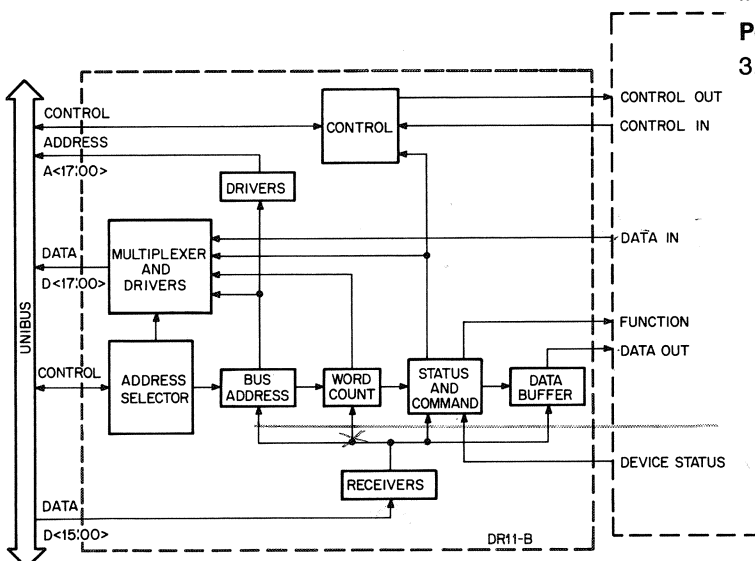 P
3
CONTROL OUT
CONTROL
CONTROL
CONTROL IN
ADDRESS
A<17:00>
DRIVERS
DATA IN
MULTIPLEXER
AND
DRIVERS
DATA
D<17:00>
UNIBUS
FUNCTION
DATA OUT
CONTROL
ADDRESS
SELECTOR
BUS
ADDRESS
WORD
COUNT
STATUS
AND
COMMAND
DATA
BUFFER
DEVICE STATUS
RECEIVERS
DATA
D<15:00>
DR11-B